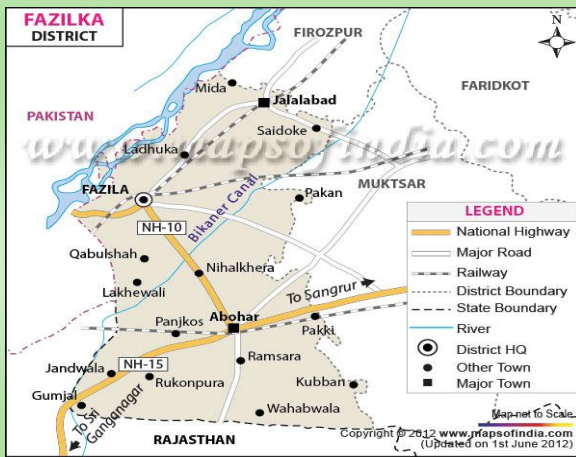 FAZILKA
DISTRICT
FIROZPUR
N
FARIDKOT
Mida
Jalalabad
PAKISTAN
Saidoke
www.mapsofindia.com
Ladhuka
MUKTSAR
FAZILA
Pakan
Bikaner Canal
NH-10
LEGEND
National Highway
Major Road
Railway
District Boundary
State Boundary
River
District HQ
Other Town
Major Town
Qabulshah
Nihalkhera
Lakhewali
To Sangrur
Abohar
Panjkos
Pakki
NH-15
Ramsara
Jandwala
Rukonpura
Kubban
Gumjal
Wahabwala
To Sri
Ganganagar
RAJASTHAN
Map not to Scale
Copyright © 2012 www.mapsofindia.com
(Updated on 1st June 2012)